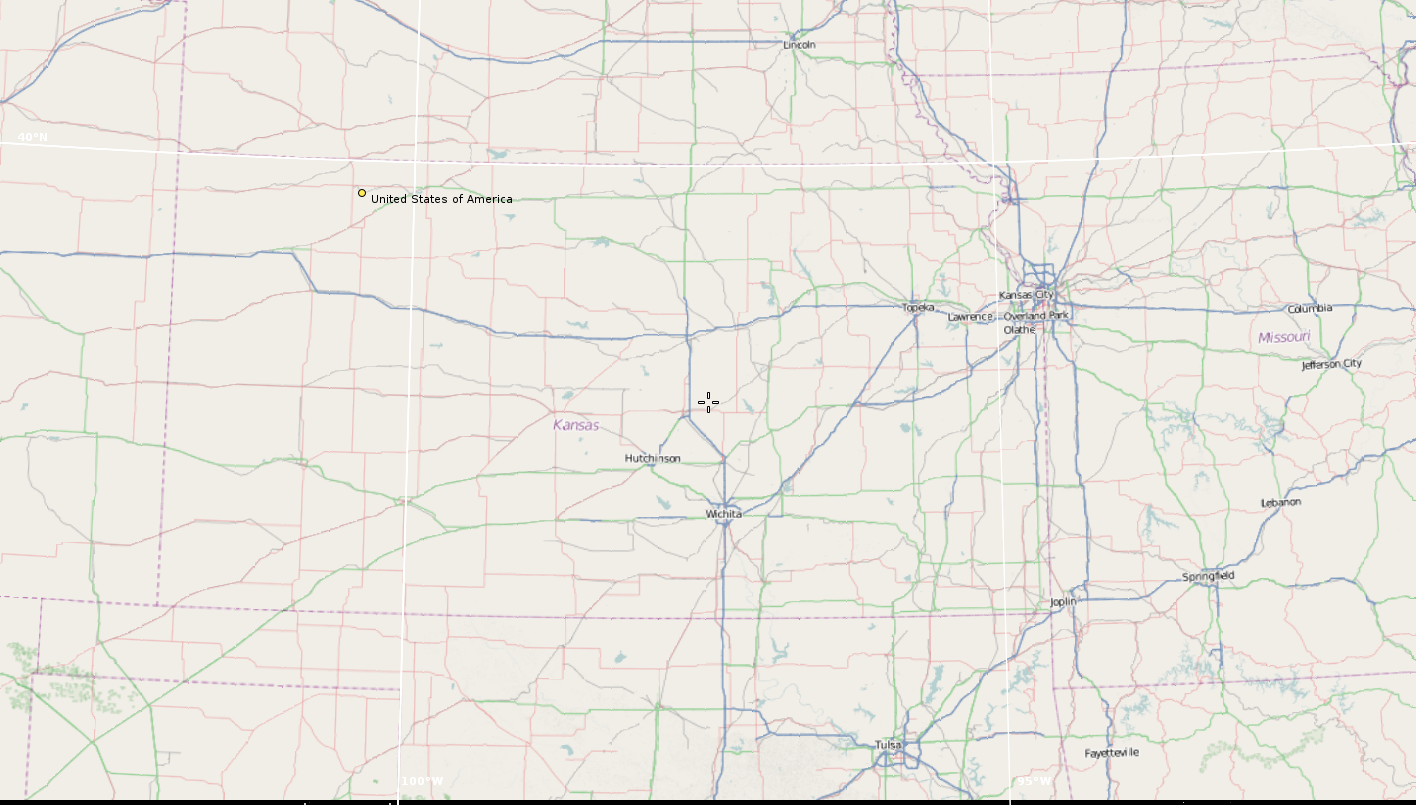 Lincoln
40°N
United States of America
Kansas City
Topeka
Columbia
Lawrence
Overland Park
Olathe
Missouri
Jefferson City
Kansas
Hutchinson
Lebanon
Wichita
Springfield
Joplin
Tulsa
Fayetteville
100°W
95°W